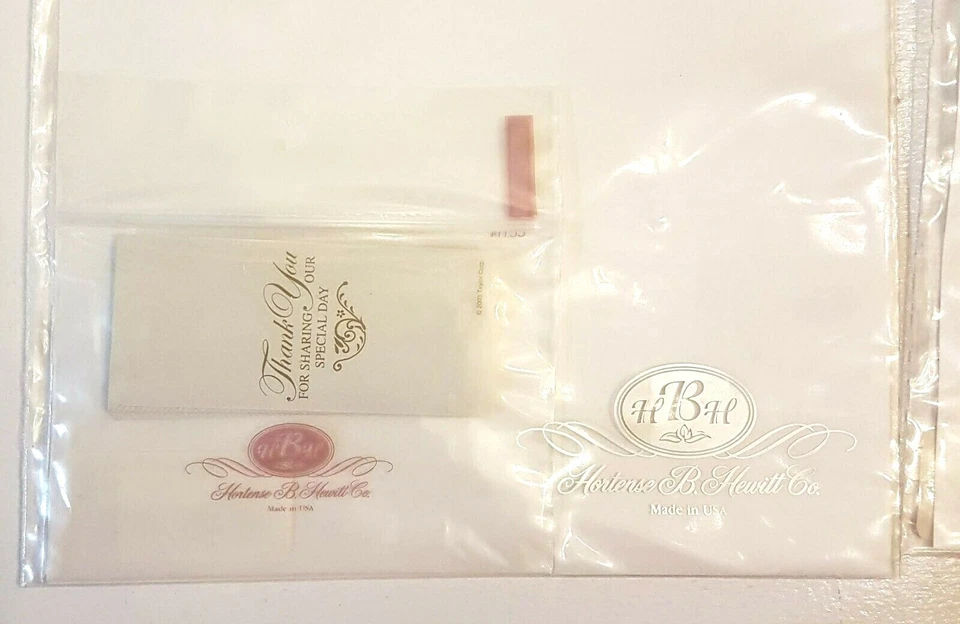 Thank You
FOR SHARING OUR
SPECIAL DAY
HBH
Hortense B. Hewitt Co.
Made in USA
HBH
Hortense B. Hewitt Co.
Made in USA